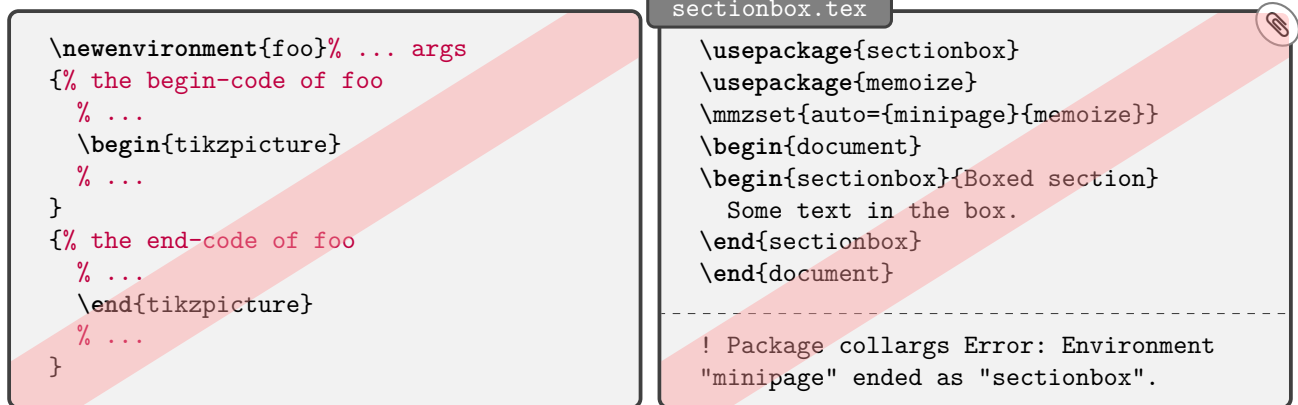 \newenvironment{foo}% ... args
{% the begin-code of foo
% ...
\begin{tikzpicture}
% ...
}
{% the end-code of foo
% ...
\end{tikzpicture}
% ...
}
sectionbox.tex
\usepackage{sectionbox}
\usepackage{memoize}
\mmzset{auto={minipage}{memoize}}
\begin{document}
\begin{sectionbox}{Boxed section}
Some text in the box.
\end{sectionbox}
\end{document}
! Package collargs Error: Environment
"minipage" ended as "sectionbox".